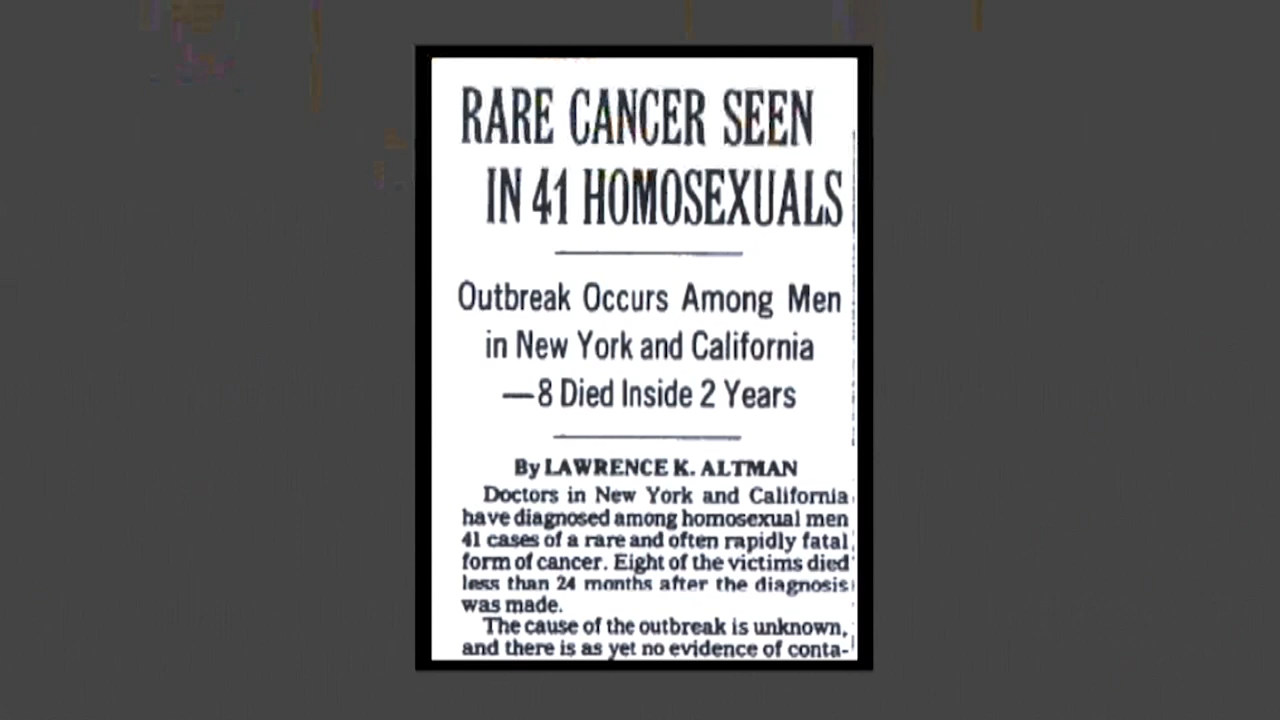 RARE CANCER SEEN
IN 41 HOMOSEXUALS
Outbreak Occurs Among Men
in New York and California
—8 Died Inside 2 Years
By LAWRENCE K. ALTMAN
Doctors in New York and California
have diagnosed among homosexual men
41 cases of a rare and often rapidly fatal
form of cancer. Eight of the victims died
less than 24 months after the diagnosis
was made.
The cause of the outbreak is unknown,
and there is as yet no evidence of conta-